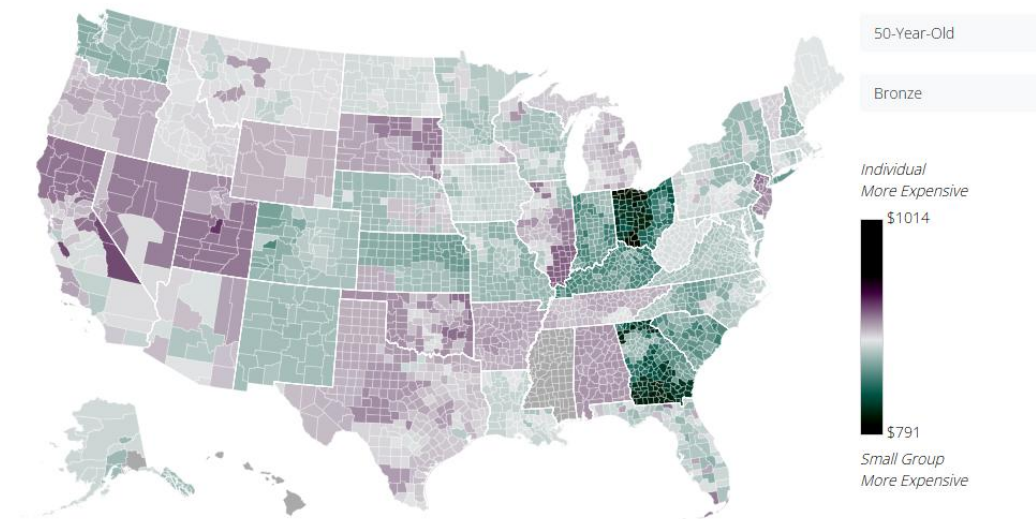 50-Year-Old
Bronze
Individual
More Expensive
$1014
$791
Small Group
More Expensive